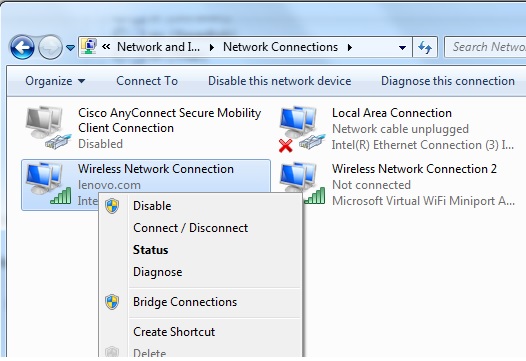 « Network and I... ▸ Network Connections ▸
Search Netwo
Organize ▾ Connect To Disable this network device Diagnose this connection
Cisco AnyConnect Secure Mobility
Client Connection
Disabled
Local Area Connection
Network cable unplugged
Intel(R) Ethernet Connection (3) I...
Wireless Network Connection
lenovo.com
Inte
Wireless Network Connection 2
Not connected
Microsoft Virtual WiFi Miniport A...
Disable
Connect / Disconnect
Status
Diagnose
Bridge Connections
Create Shortcut
Delete